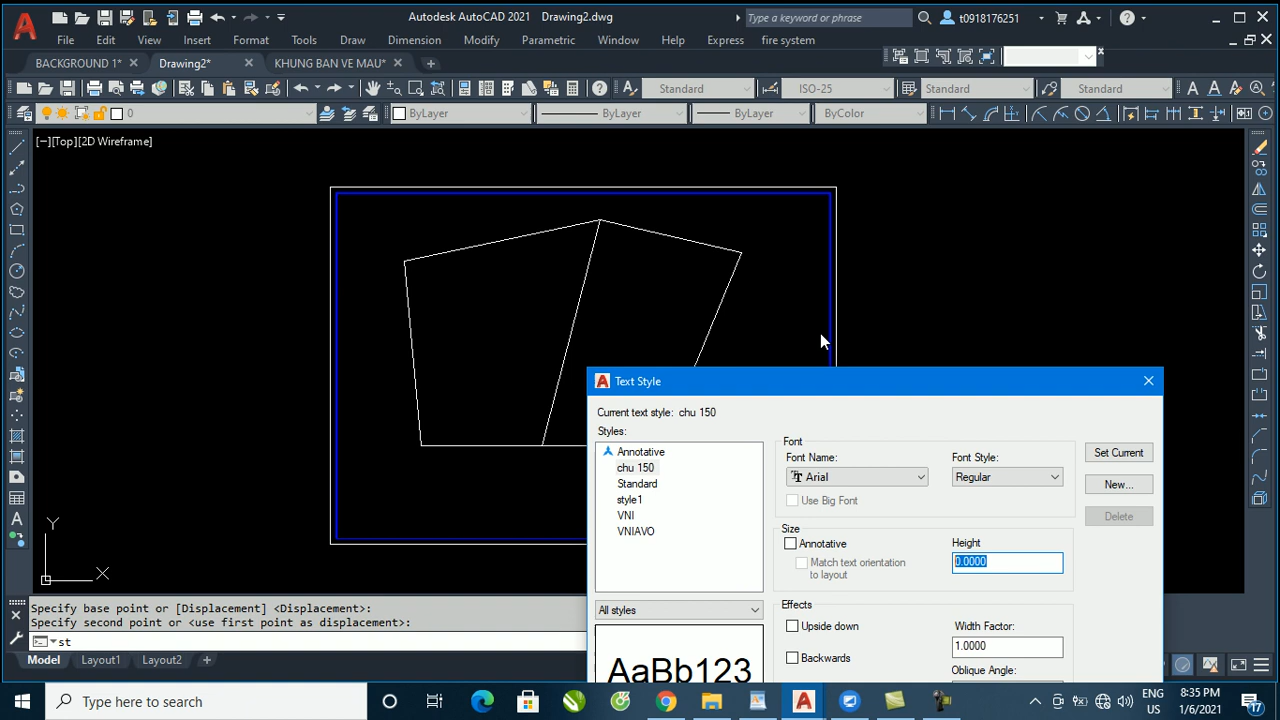 Autodesk AutoCAD 2021 Drawing2.dwg
Type a keyword or phrase
t0918176251
File Edit View Insert Format Tools Draw Dimension Modify Parametric Window Help Express fire system
BACKGROUND 1*
Drawing2*
KHUNG BAN VE MAU*
Standard
ISO-25
Standard
Standard
0
ByLayer
ByLayer
ByLayer
ByColor
[−][Top][2D Wireframe]
Text Style
Current text style: chu 150
Styles:
Annotative
chu 150
Standard
style1
VNI
VNIAVO
All styles
AaBb123
Font
Font Name:
Arial
Font Style:
Regular
Use Big Font
Set Current
New...
Delete
Size
Annotative
Match text orientation
to layout
Height
0.0000
Effects
Upside down
Backwards
Width Factor:
1.0000
Oblique Angle:
Y
X
Specify base point or [Displacement] <Displacement>:
Specify second point or <use first point as displacement>:
st
Model Layout1 Layout2
Type here to search
ENG
US
8:35 PM
1/6/2021
17